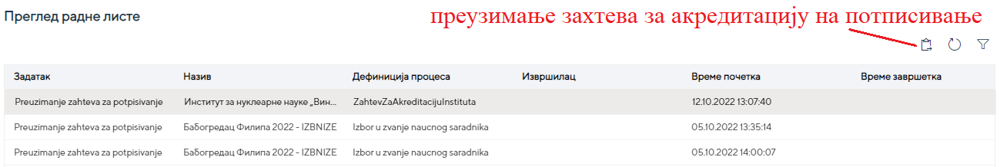 Преглед радне листе
преузимање захтева за акредитацију на потписивање
Задатак Назив Дефиниција процеса Извршилац Време почетка Време завршетка
Preuzimanje zahteva za potpisivanje Институт за нуклеарне науке „Вин... ZahtevZaAkreditacijuInstituta 12.10.2022 13:07:40
Preuzimanje zahteva za potpisivanje Бабогредац Филипа 2022 - IZBNIZE Izbor u zvanje naucnog saradnika 05.10.2022 13:35:14
Preuzimanje zahteva za potpisivanje Бабогредац Филипа 2022 - IZBNIZE Izbor u zvanje naucnog saradnika 05.10.2022 14:00:07